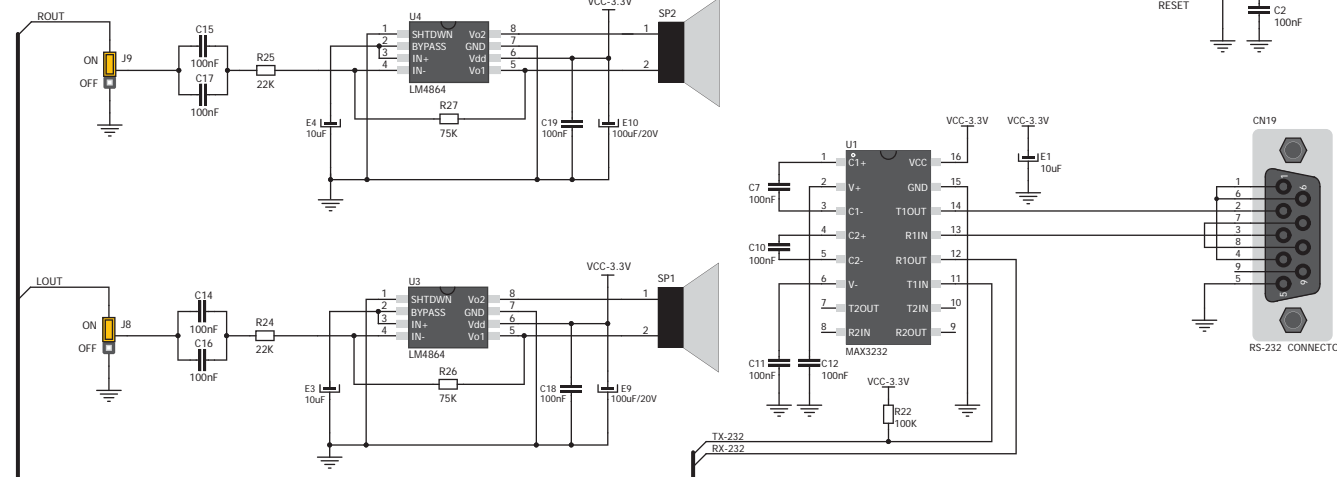 ROUT
ON
OFF
J9
C15
100nF
C17
100nF
R25
22K
U4
1
2
3
4
SHTDWN
BYPASS
IN+
IN-
Vo2
GND
Vdd
Vo1
8
7
6
5
LM4864
R27
75K
E4
10uF
C19
100nF
E10
100uF/20V
VCC-3.3V
SP2
1
2
LOUT
ON
OFF
J8
C14
100nF
C16
100nF
R24
22K
U3
1
2
3
4
SHTDWN
BYPASS
IN+
IN-
Vo2
GND
Vdd
Vo1
8
7
6
5
LM4864
R26
75K
E3
10uF
C18
100nF
E9
100uF/20V
VCC-3.3V
SP1
1
2
RESET
C2
100nF
VCC-3.3V
VCC-3.3V
E1
10uF
U1
1
2
3
4
5
6
7
8
C1+
V+
C1-
C2+
C2-
V-
T2OUT
R2IN
VCC
GND
T1OUT
R1IN
R1OUT
T1IN
T2IN
R2OUT
16
15
14
13
12
11
10
9
MAX3232
C7
100nF
C10
100nF
C11
100nF
C12
100nF
VCC-3.3V
R22
100K
TX-232
RX-232
CN19
1
6
2
7
3
8
4
9
5
1
6
5
9
RS-232 CONNECTO